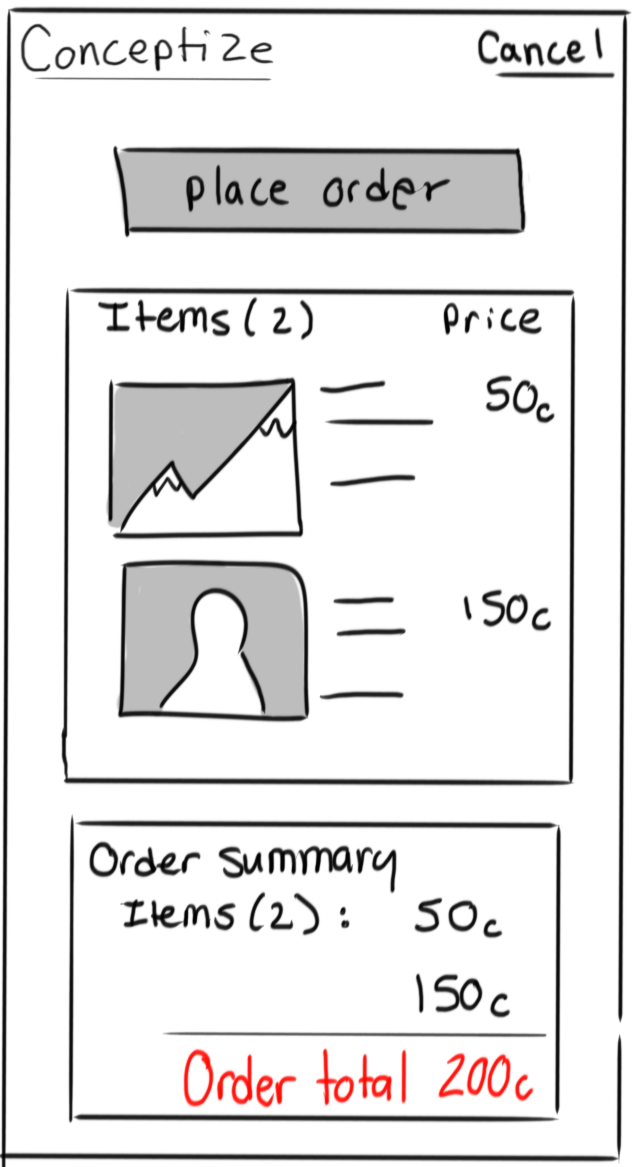 Conceptize Cancel
place order
Items (2) Price
50c
150c
Order summary
Items (2): 50c
150c
Order total 200c